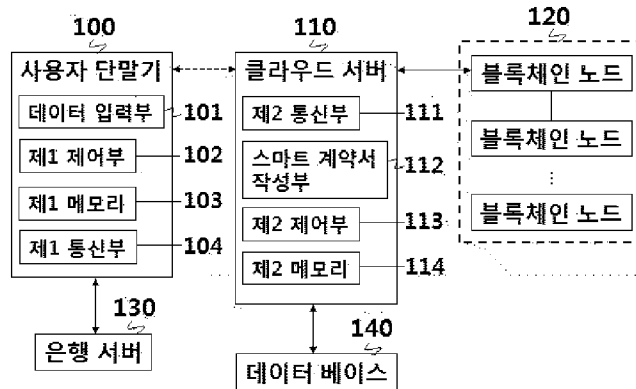 100
110
120
사용자 단말기
클라우드 서버
블록체인 노드
데이터 입력부
101
제2 통신부
111
제1 제어부
102
스마트 계약서
작성부
112
블록체인 노드
제1 메모리
103
⋮
제2 제어부
113
블록체인 노드
제1 통신부
104
제2 메모리
114
130
은행 서버
140
데이터 베이스